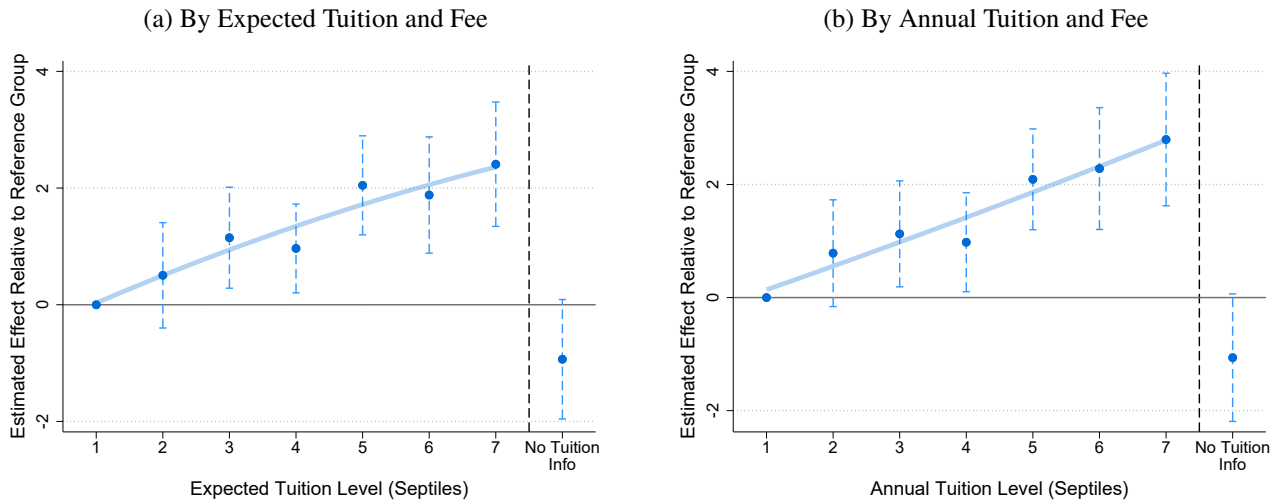 (a) By Expected Tuition and Fee
Estimated Effect Relative to Reference Group
4
2
0
-2
1 2 3 4 5 6 7 No Tuition
Info
Expected Tuition Level (Septiles)
(b) By Annual Tuition and Fee
Estimated Effect Relative to Reference Group
4
2
0
-2
1 2 3 4 5 6 7 No Tuition
Info
Annual Tuition Level (Septiles)